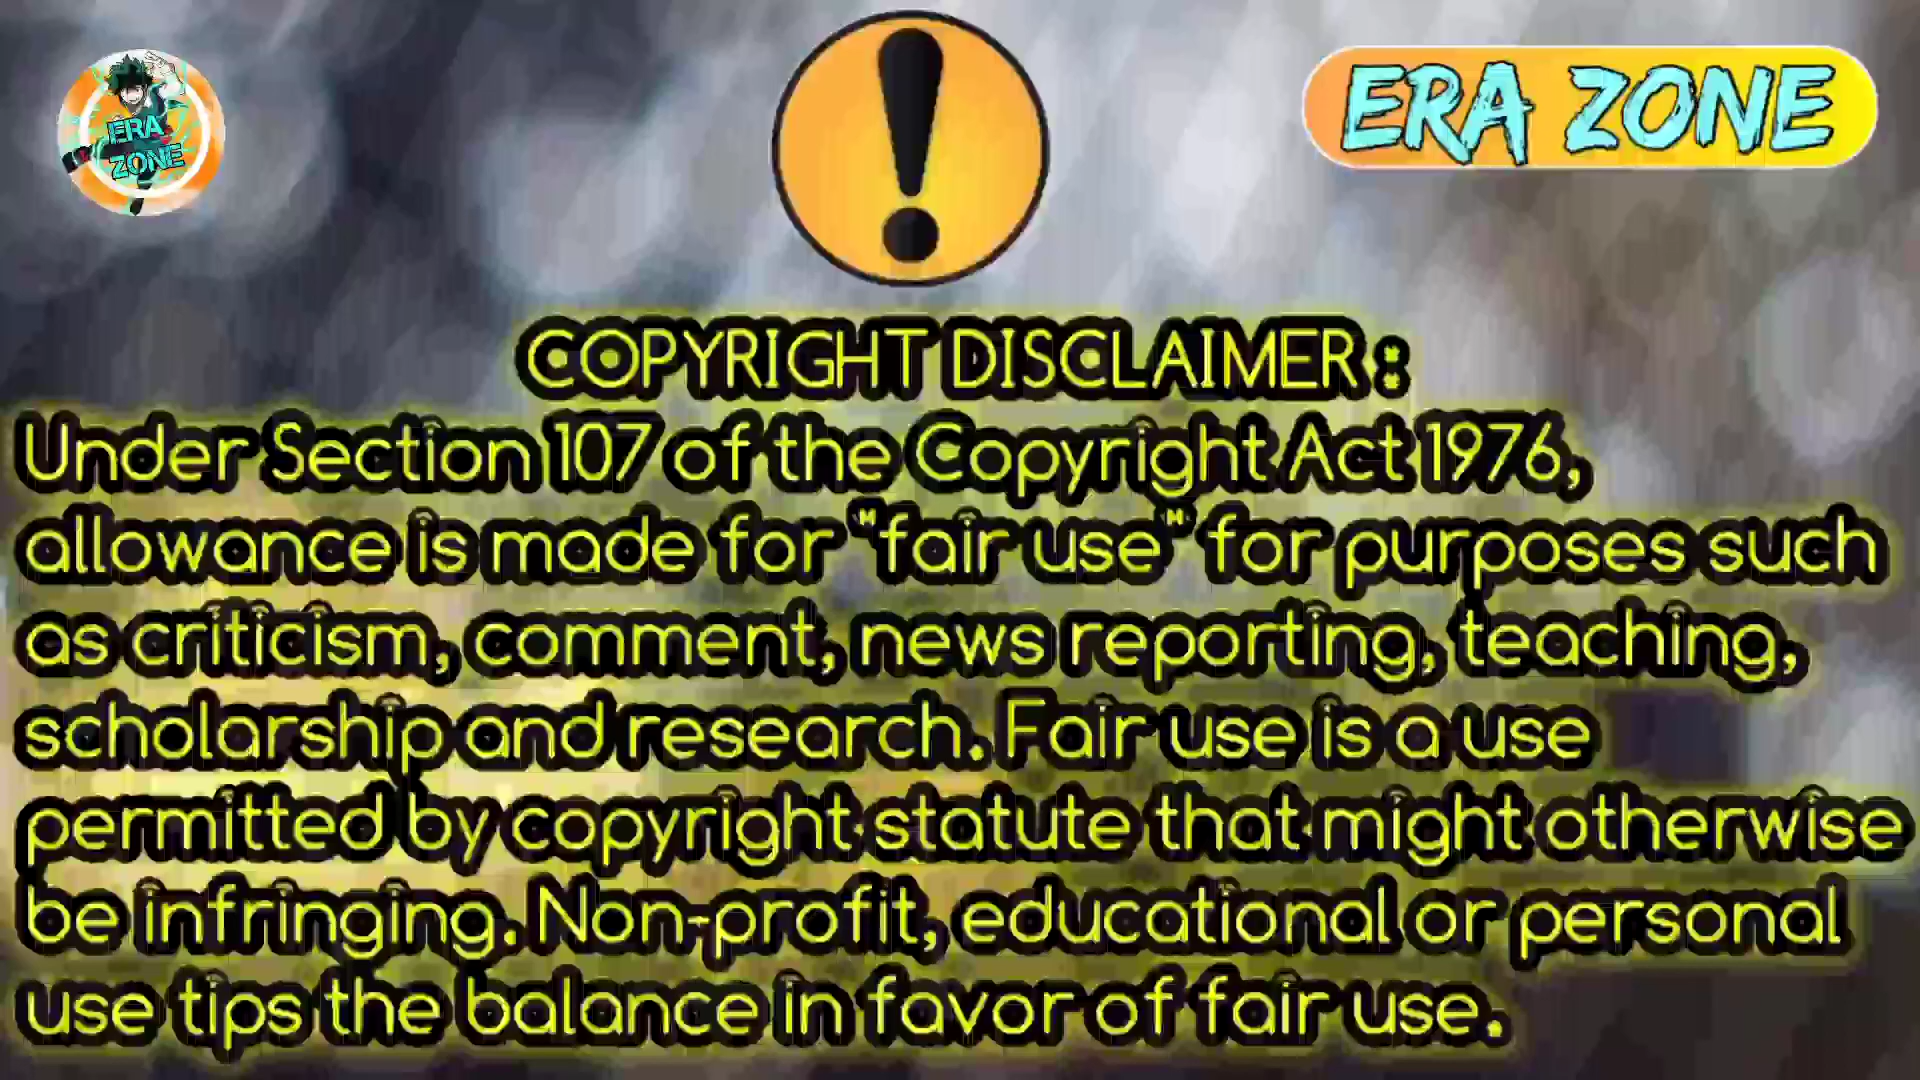 ERA
ZONE
ERA ZONE
COPYRIGHT DISCLAIMER :
Under Section 107 of the Copyright Act 1976,
allowance is made for "fair use" for purposes such
as criticism, comment, news reporting, teaching,
scholarship and research. Fair use is a use
permitted by copyright statute that might otherwise
be infringing. Non-profit, educational or personal
use tips the balance in favor of fair use.